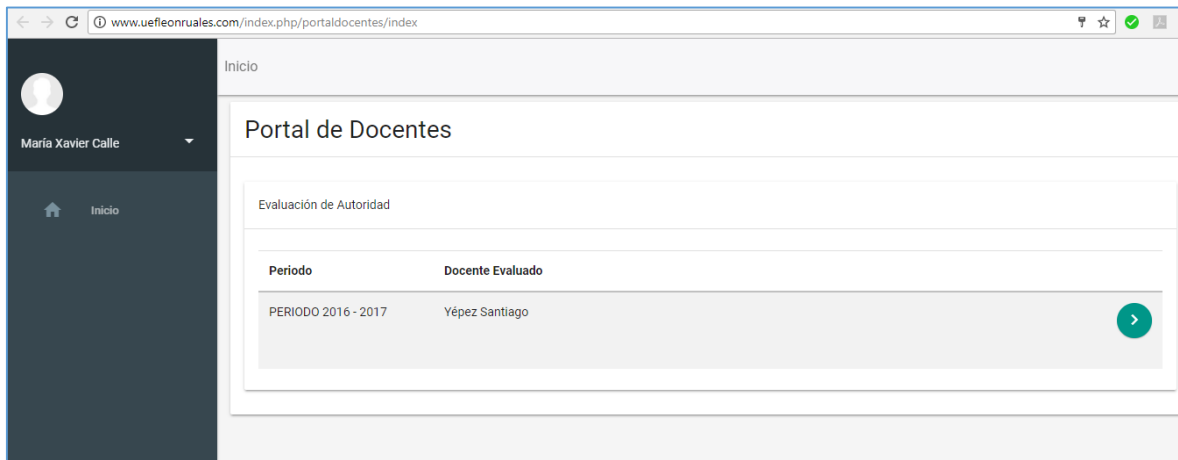 www.uefleonruales.com/index.php/portaldocentes/index
Inicio
María Xavier Calle
Inicio
Portal de Docentes
Evaluación de Autoridad
Periodo Docente Evaluado
PERIODO 2016 - 2017 Yépez Santiago